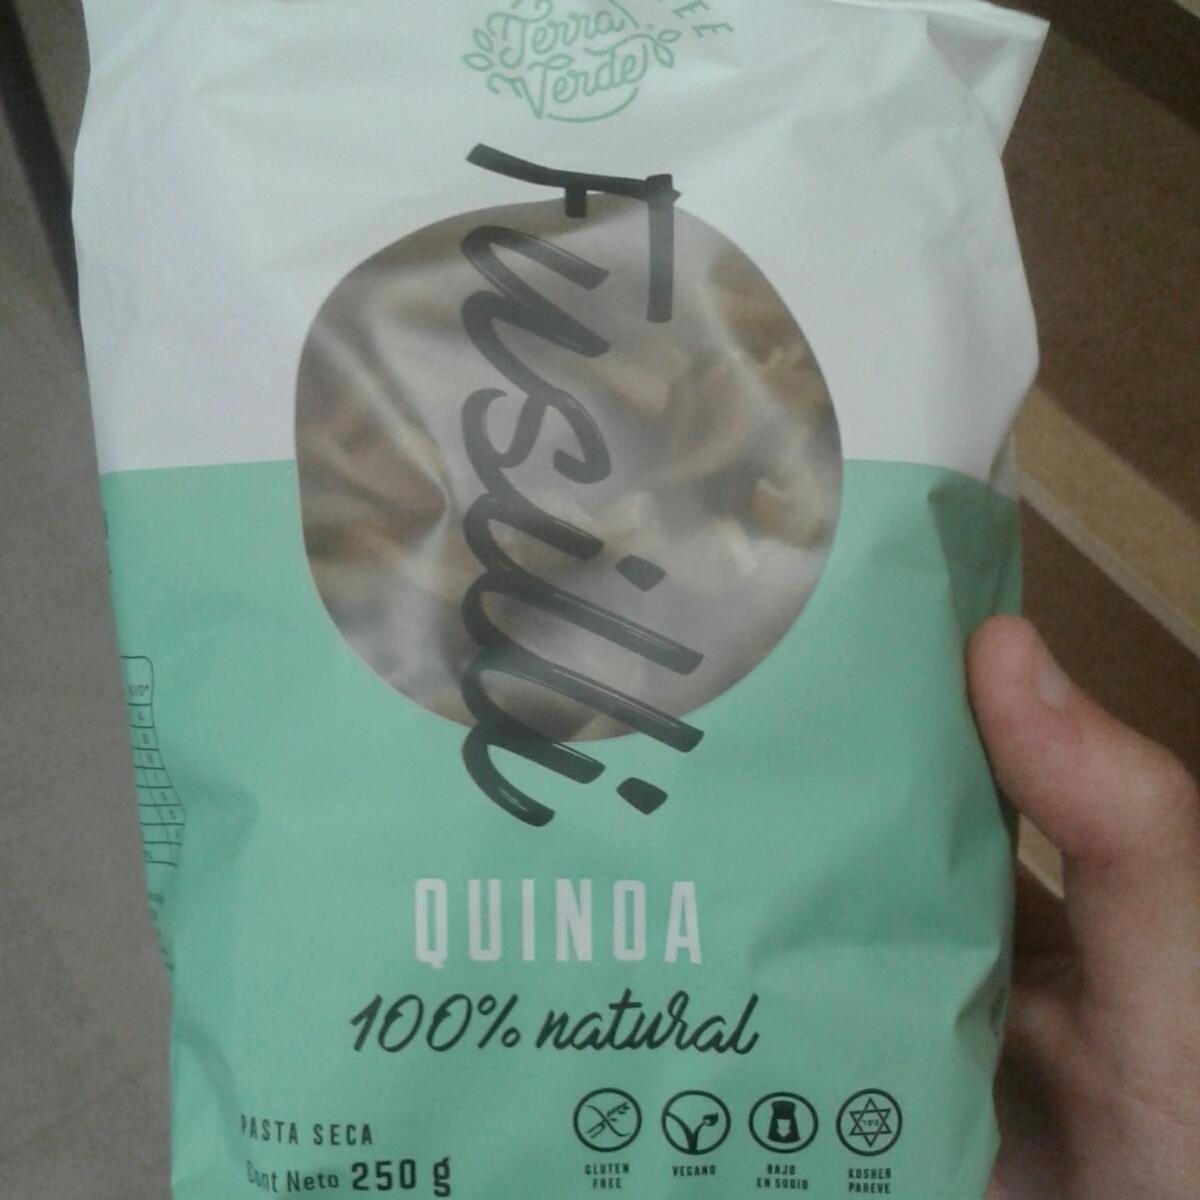 Terra
Verde
Fusilli
QUINOA
100% natural
PASTA SECA
Cont Neto 250 g
GLUTEN
FREE
VEGANO
BAJO
EN SODIO
KOSHER
PAREVE